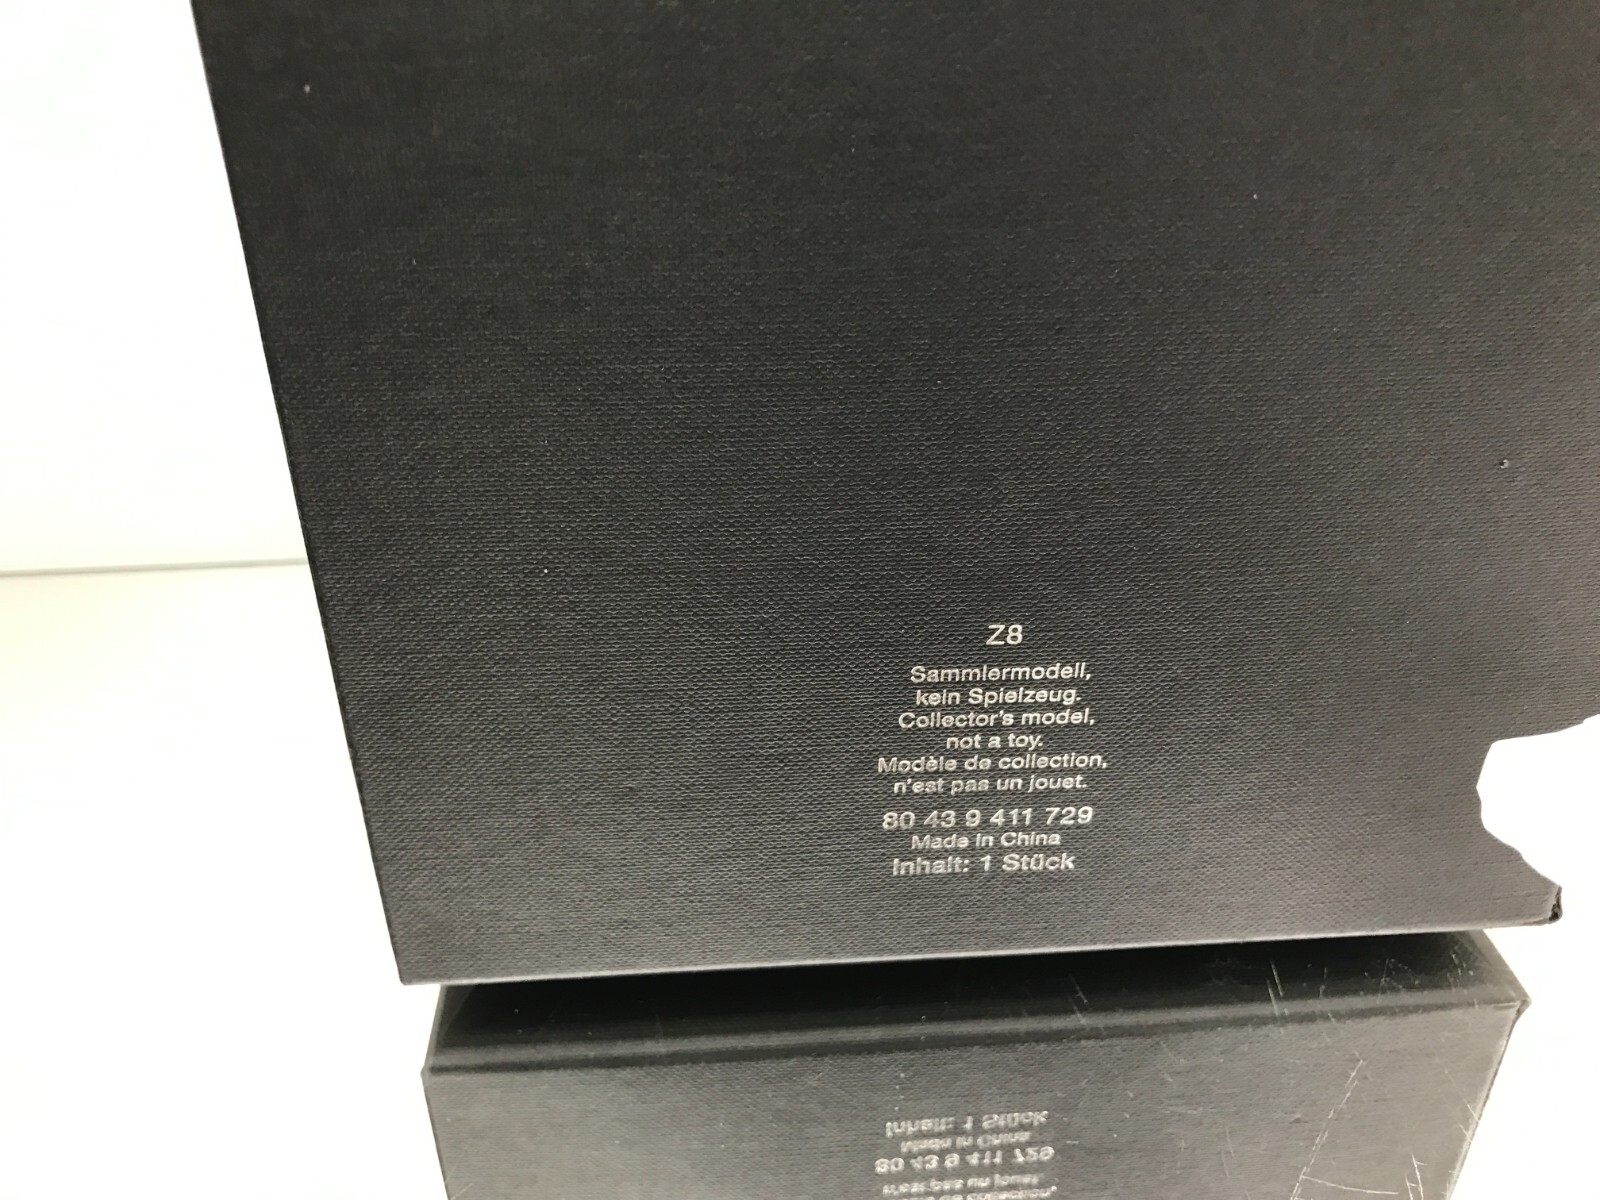 Z8
Sammlermodell,
kein Spielzeug.
Collector's model,
not a toy.
Modèle de collection,
n'est pas un jouet.
80 43 9 411 729
Made in China
Inhalt: 1 Stück